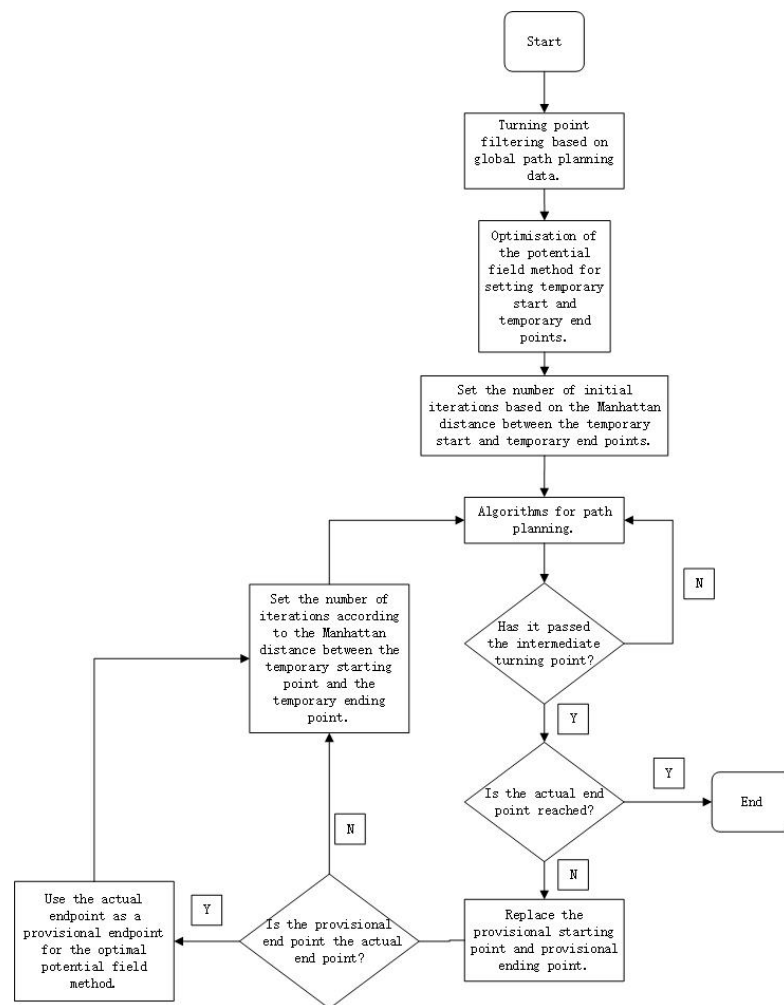 Start
Turning point
filtering based on
global path planning
data.
Optimisation of
the potential
field method for
setting temporary
start and
temporary end
points.
Set the number of initial
iterations based on the Manhattan
distance between the temporary
start and temporary end points.
Algorithms for path
planning.
N
Has it passed
the intermediate
turning point?
Set the number of
iterations according
to the Manhattan
distance between the
temporary starting
point and the
temporary ending
point.
Y
Is the actual end
point reached?
Y
End
N
N
Replace the
provisional starting
point and provisional
ending point.
Is the provisional
end point the actual
end point?
Y
Use the actual
endpoint as a
provisional endpoint
for the optimal
potential field
method.